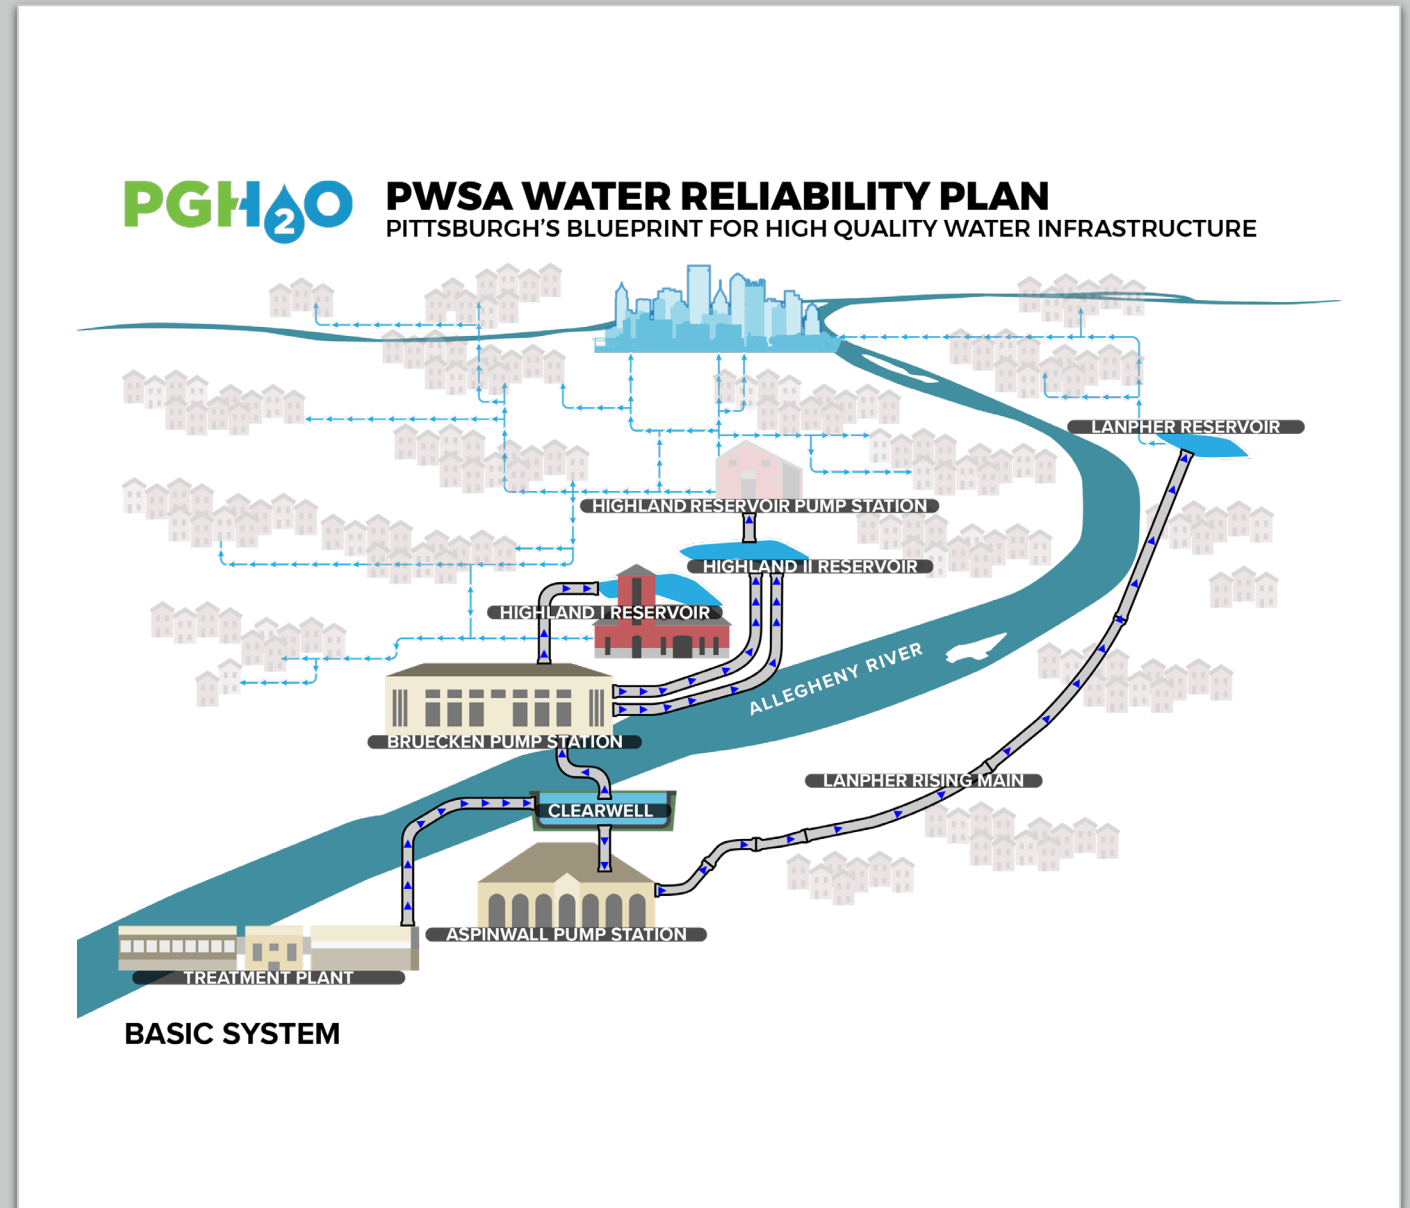 PGH2O
PWSA WATER RELIABILITY PLAN
PITTSBURGH'S BLUEPRINT FOR HIGH QUALITY WATER INFRASTRUCTURE
LANPHER RESERVOIR
HIGHLAND RESERVOIR PUMP STATION
HIGHLAND II RESERVOIR
HIGHLAND I RESERVOIR
ALLEGHENY RIVER
BRUECKEN PUMP STATION
LANPHER RISING MAIN
CLEARWELL
ASPINWALL PUMP STATION
TREATMENT PLANT
BASIC SYSTEM